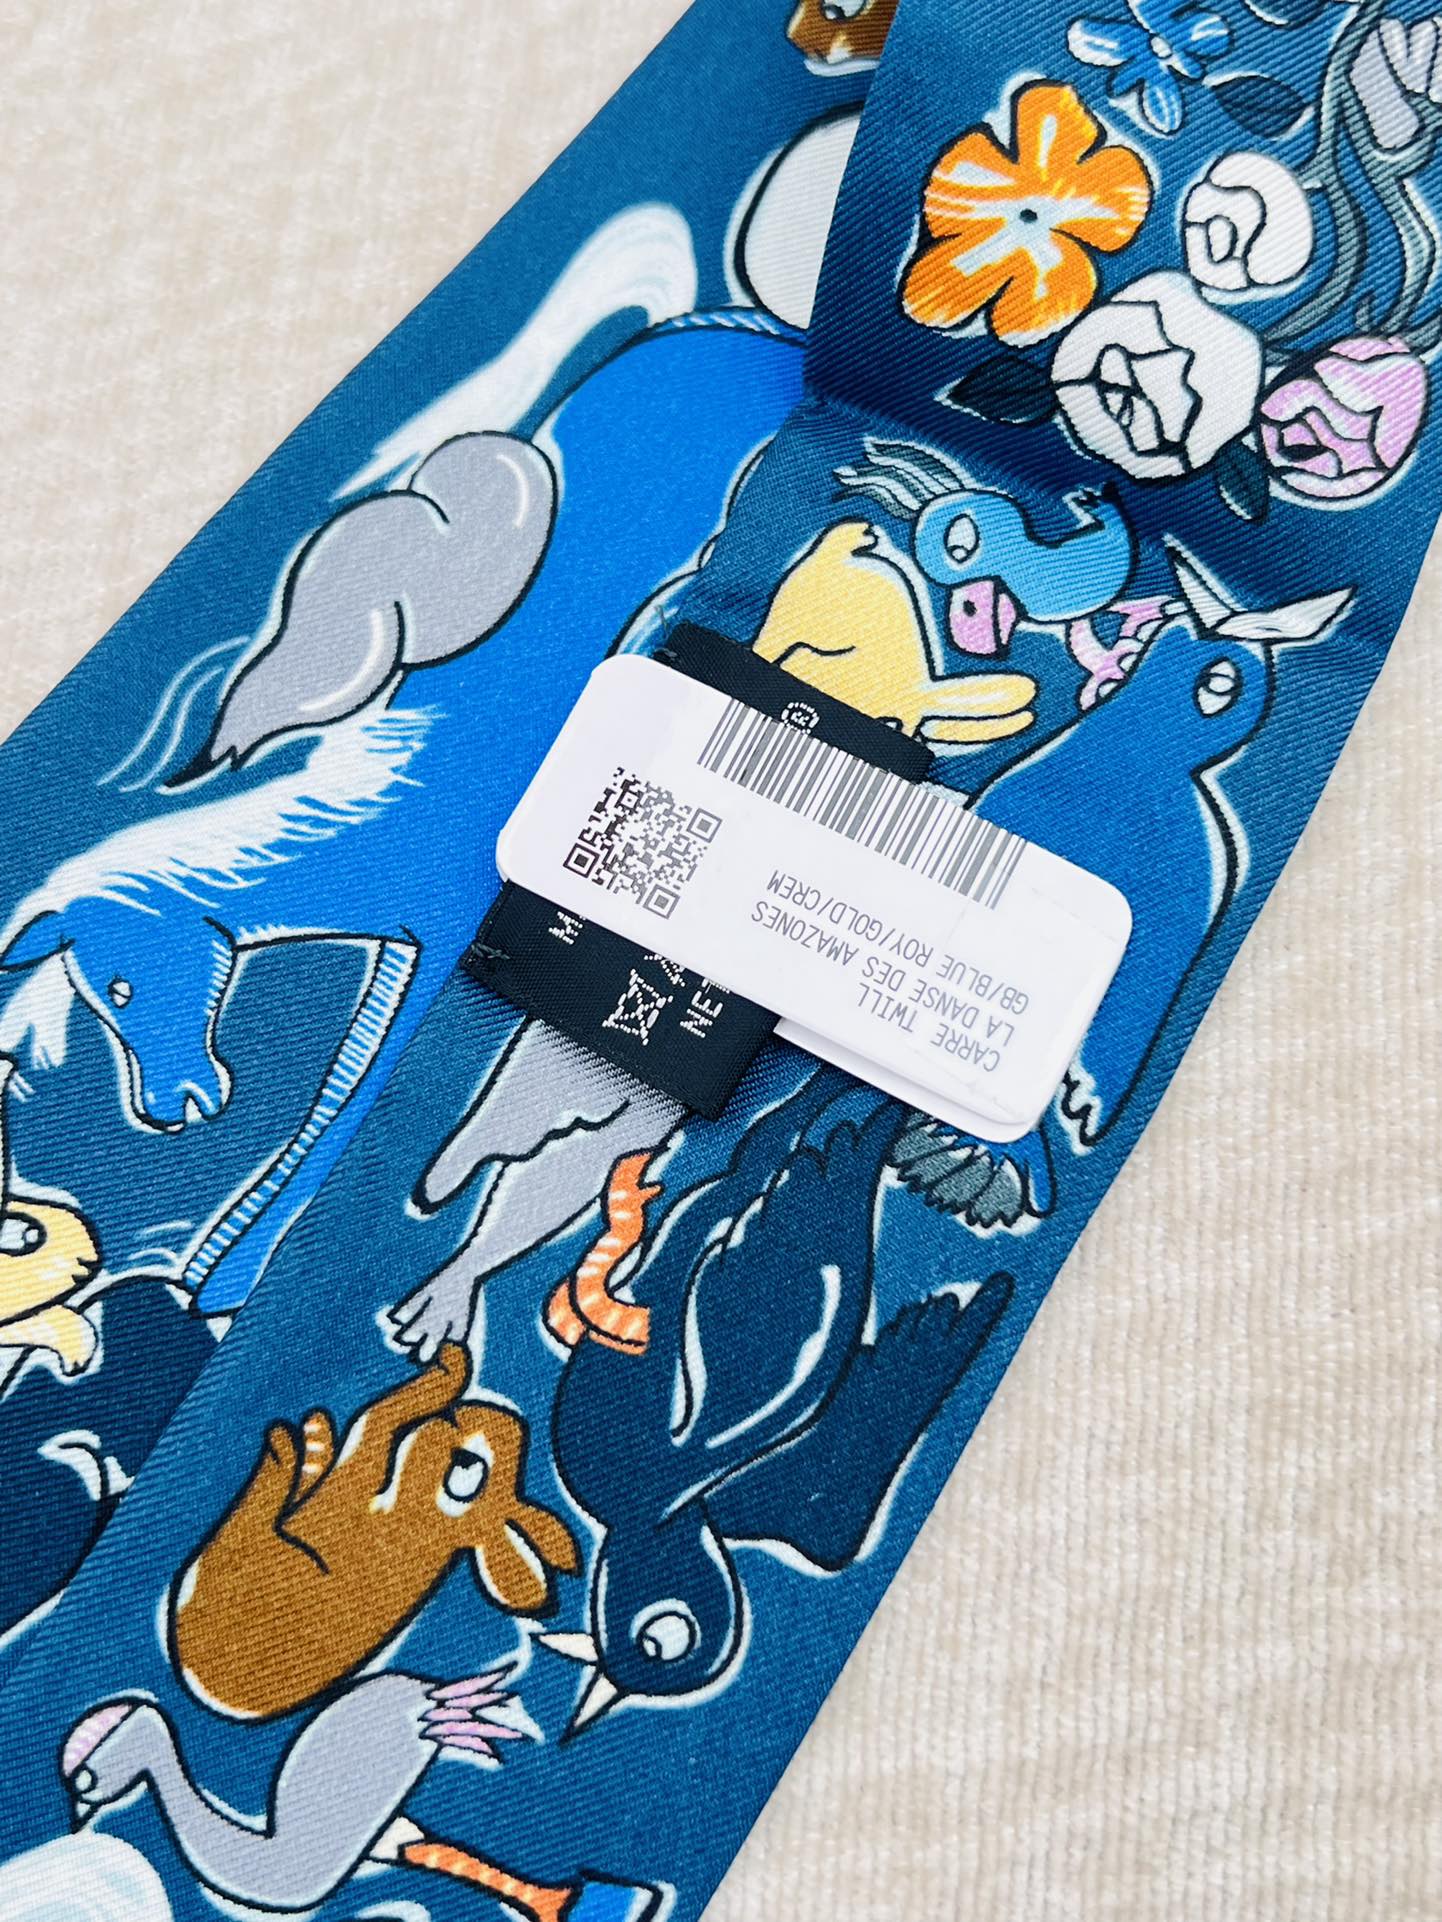 CARRE TWILL
LA DANSE DES AMAZONES
GB/BLUE ROY/GOLD/CREM
®